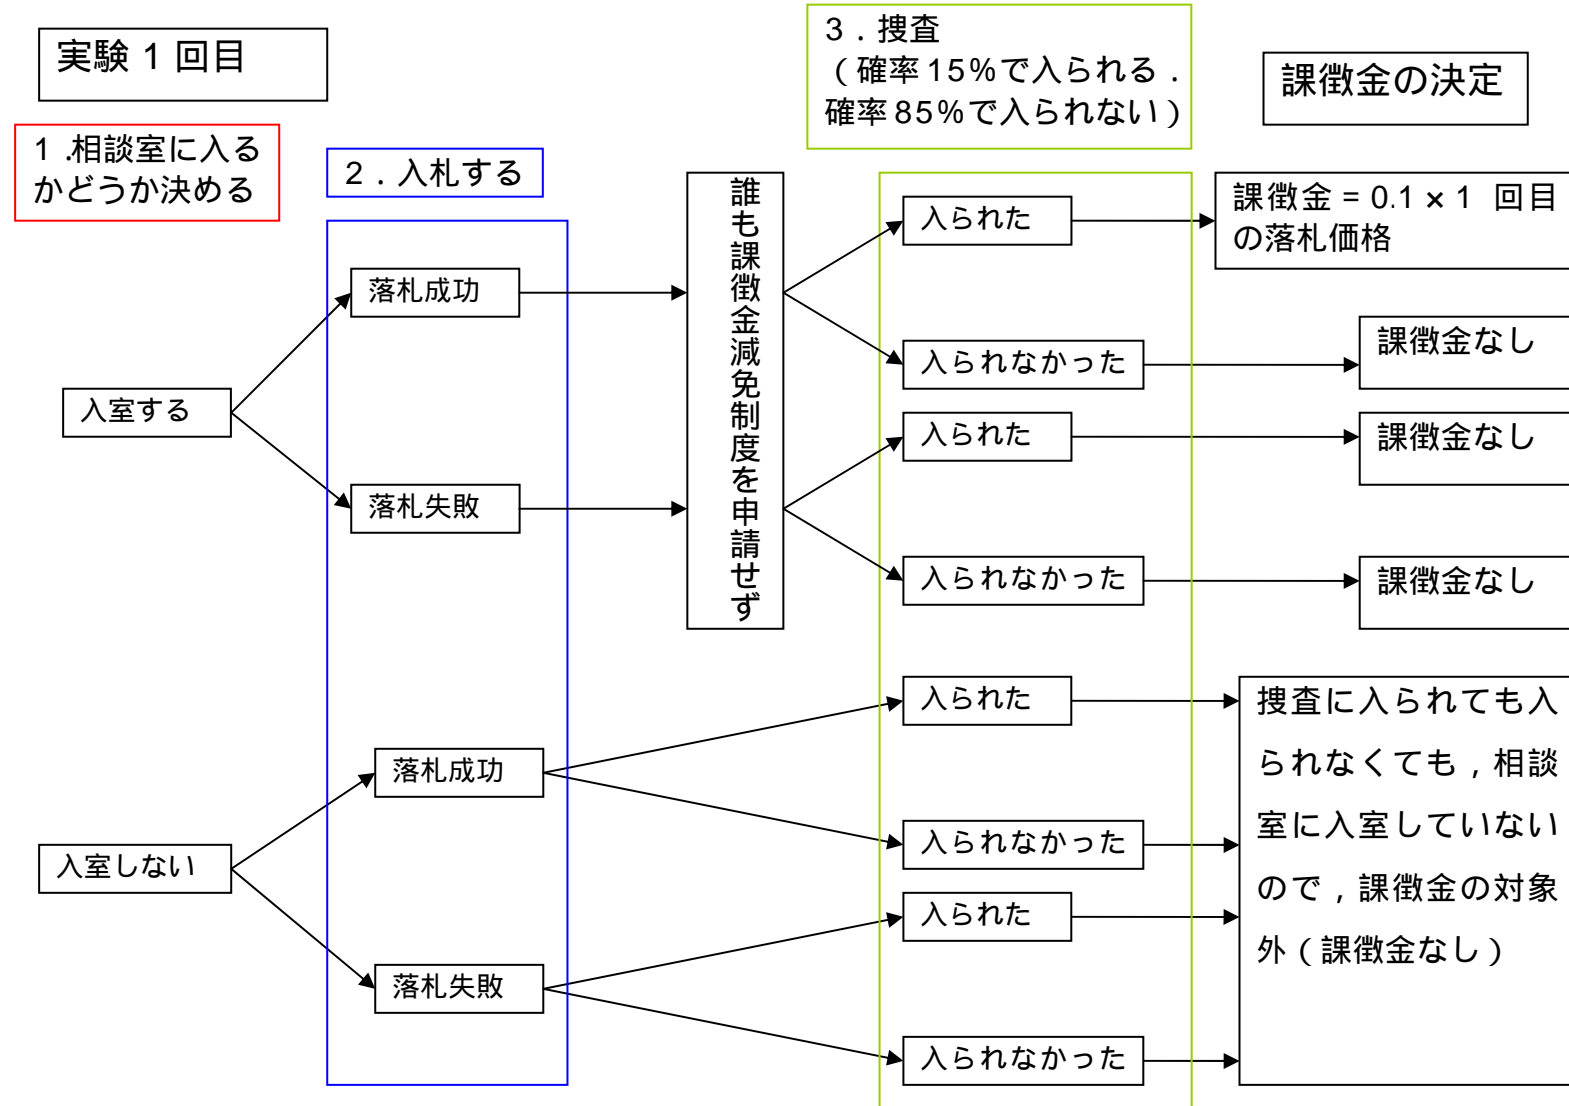 実験 1 回目
3．捜査
（確率 15%で入られる．
確率 85%で入られない）
課徴金の決定
1．相談室に入る
かどうか決める
2．入札する
誰も課徴金減免制度を申請せず
入室する
落札成功
入られた
課徴金 = 0.1 × 1 回目
の落札価格
入られなかった
課徴金なし
落札失敗
入られた
課徴金なし
入られなかった
課徴金なし
入室しない
落札成功
入られた
入られなかった
落札失敗
入られた
入られなかった
捜査に入られても入
られなくても，相談
室に入室していない
ので，課徴金の対象
外（課徴金なし）